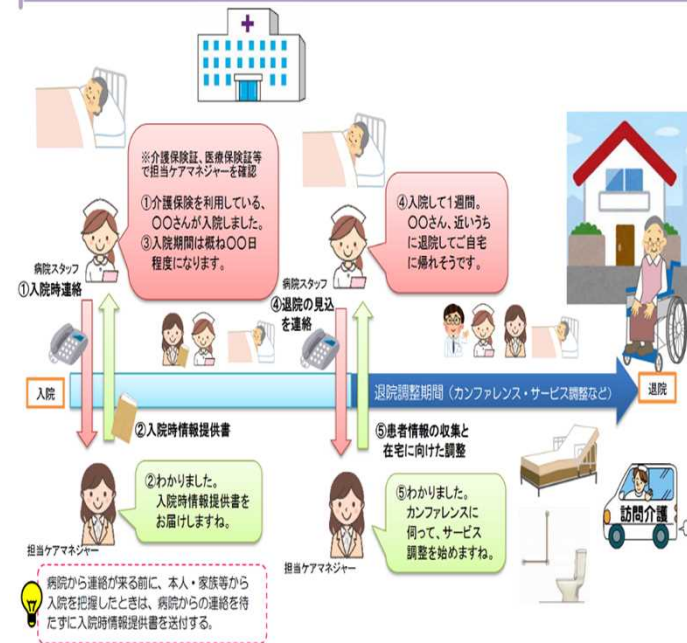 ※介護保険証、医療保険証等
で担当ケアマネジャーを確認
①介護保険を利用している、
〇〇さんが入院しました。
③入院期間は概ね〇〇日
程度になります。
④入院して1週間。
〇〇さん、近いうち
に退院してご自宅
に帰れそうです。
病院スタッフ
①入院時連絡
病院スタッフ
④退院の見込
を連絡
入院
退院調整期間（カンファレンス・サービス調整など）
退院
②入院時情報提供書
⑤患者情報の収集と
在宅に向けた調整
②わかりました。
入院時情報提供書を
お届けしますね。
担当ケアマネジャー
⑤わかりました。
カンファレンスに
伺って、サービス
調整を始めますね。
担当ケアマネジャー
訪問介護
病院から連絡が来る前に、本人・家族等から
入院を把握したときは、病院からの連絡を待
たずに入院時情報提供書を送付する。